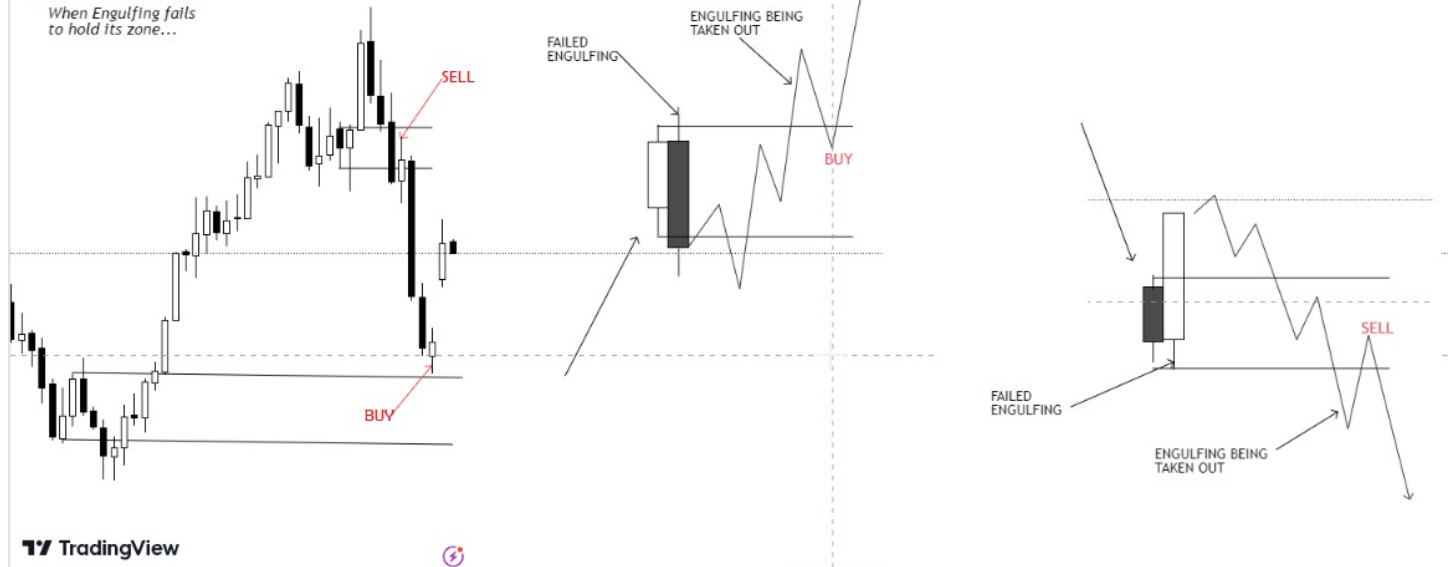 When Engulfing fails
to hold its zone...
SELL
BUY
FAILED
ENGULFING
ENGULFING BEING
TAKEN OUT
BUY
SELL
FAILED
ENGULFING
ENGULFING BEING
TAKEN OUT
TradingView